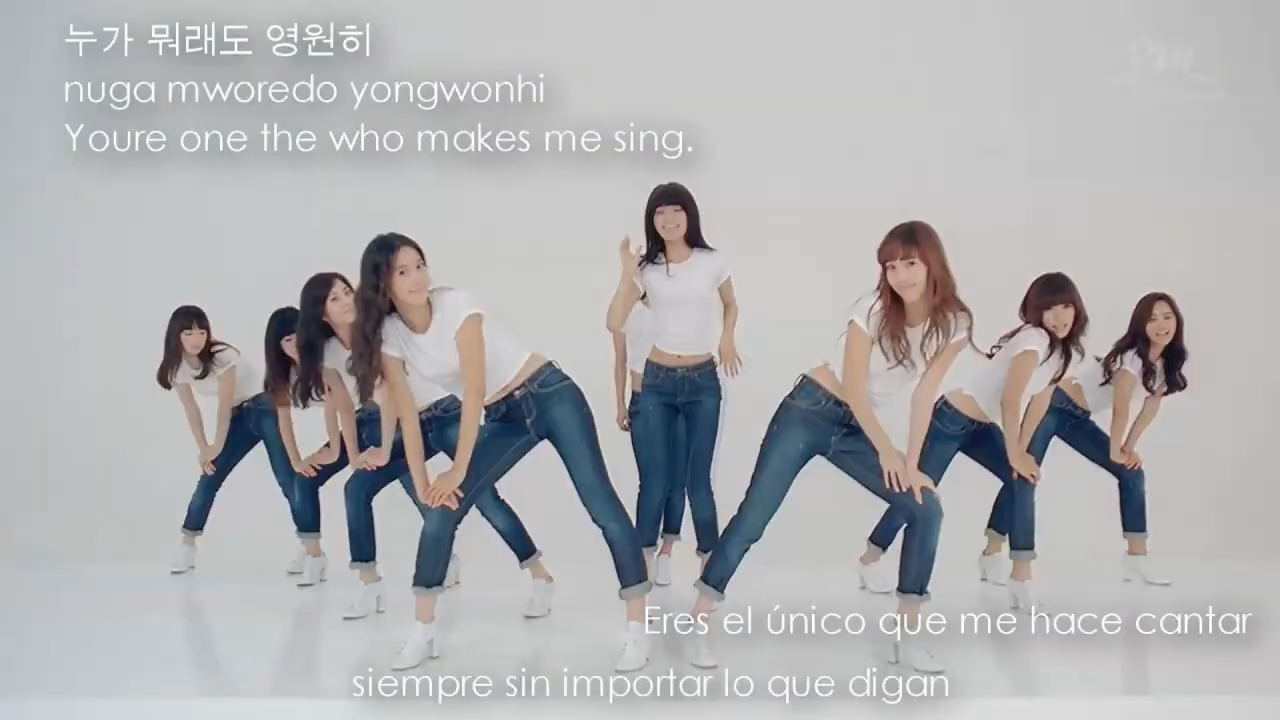 누가 뭐래도 영원히
nuga mworedo yongwonhi
Youre one the who makes me sing.
Eres el único que me hace cantar
siempre sin importar lo que digan